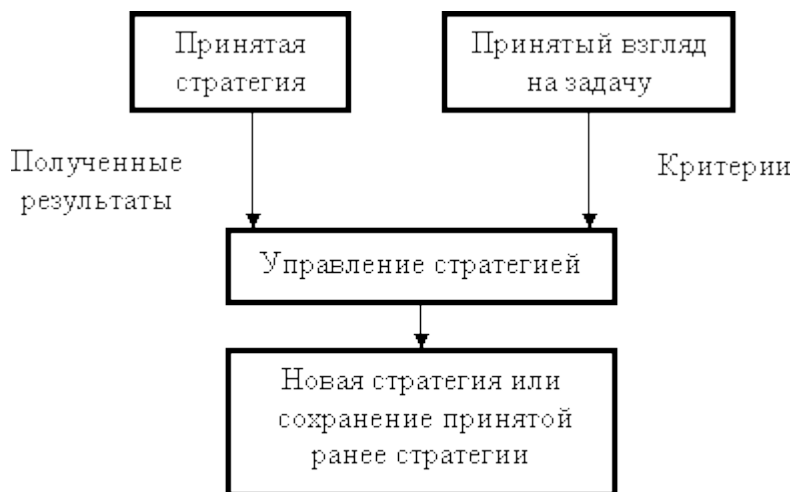 Принятая
стратегия
Принятый взгляд
на задачу
Полученные
результаты
Критерии
Управление стратегией
Новая стратегия или
сохранение принятой
ранее стратегии